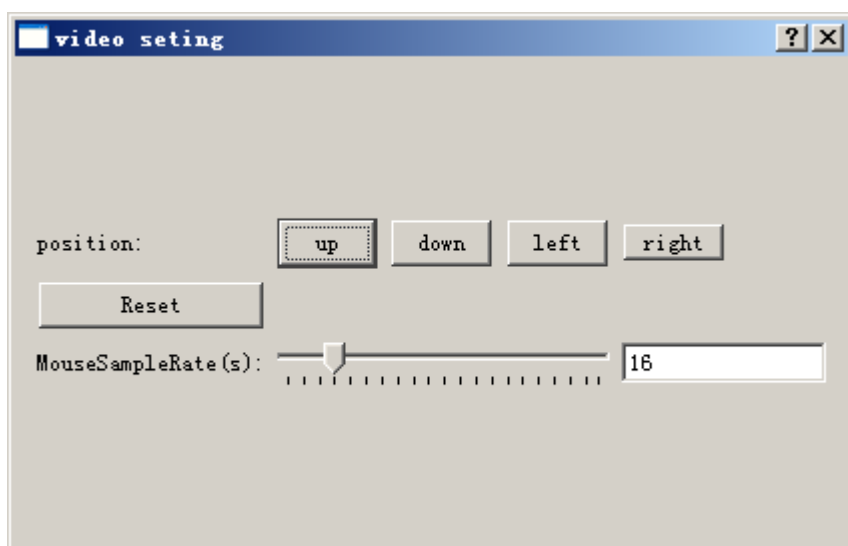 video seting
position: up down left right
Reset
MouseSampleRate(s): 16